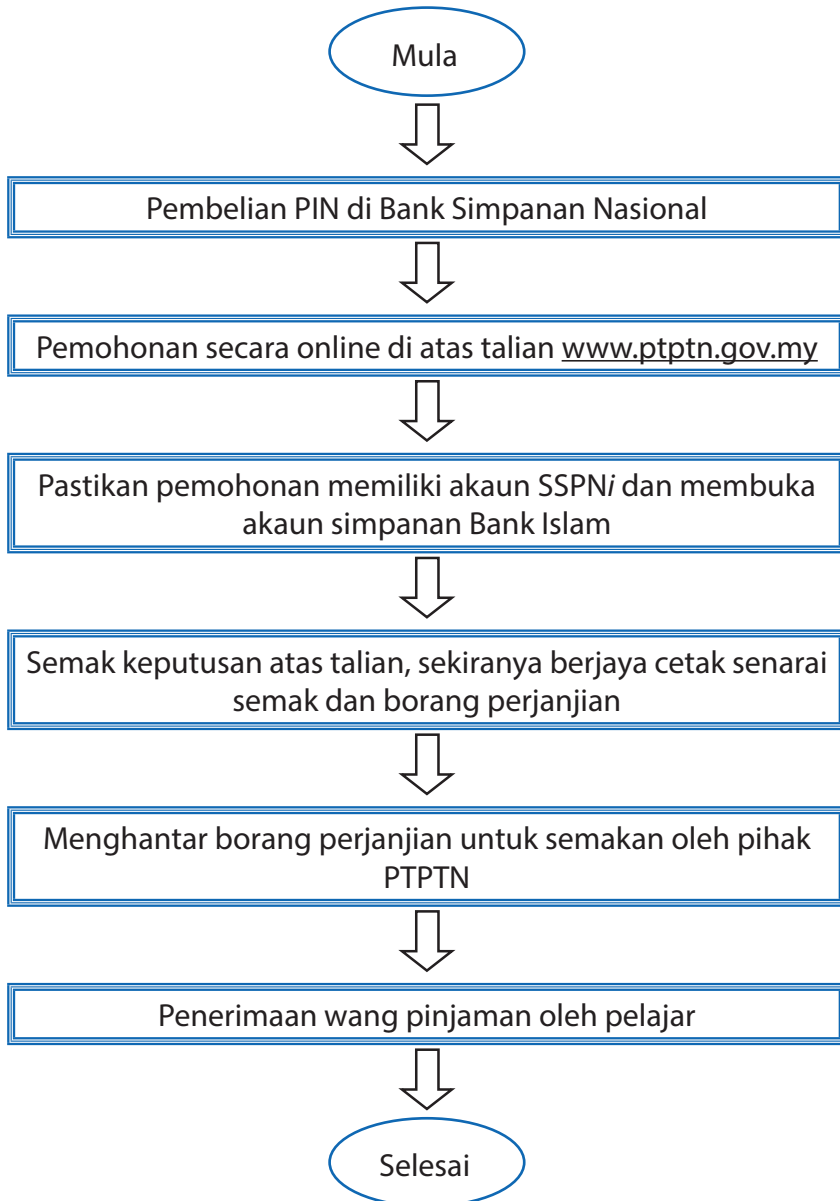 Mula
Pembelian PIN di Bank Simpanan Nasional
Pemohonan secara online di atas talian www.ptptn.gov.my
Pastikan pemohonan memiliki akaun SSPNi dan membuka
akaun simpanan Bank Islam
Semak keputusan atas talian, sekiranya berjaya cetak senarai
semak dan borang perjanjian
Menghantar borang perjanjian untuk semakan oleh pihak
PTPTN
Penerimaan wang pinjaman oleh pelajar
Selesai